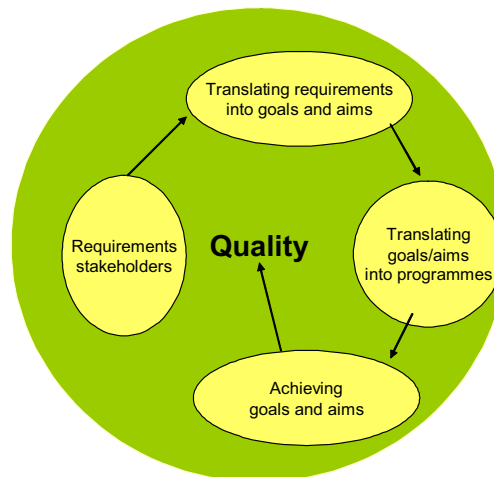 Translating requirements
into goals and aims
Requirements
stakeholders
Quality
Translating
goals/aims
into programmes
Achieving
goals and aims